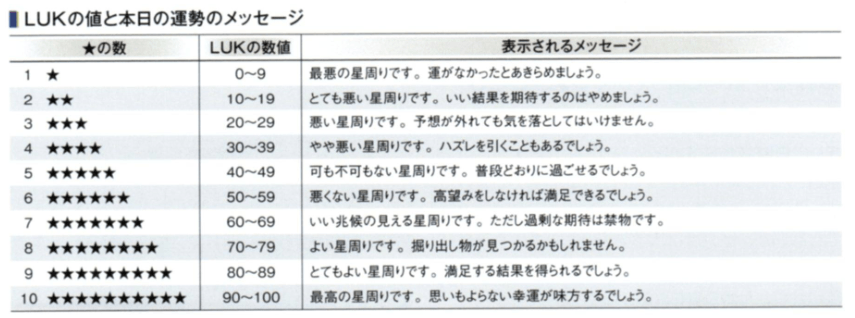 LUKの値と本日の運勢のメッセージ
★の数 LUKの数値 表示されるメッセージ
1 ★ 0～9 最悪の星周りです。運がなかったとあきらめましょう。
2 ★★ 10～19 とても悪い星周りです。いい結果を期待するのはやめましょう。
3 ★★★ 20～29 悪い星周りです。予想が外れても気を落としてはいけません。
4 ★★★★ 30～39 やや悪い星周りです。ハズレを引くこともあるでしょう。
5 ★★★★★ 40～49 可も不可もない星周りです。普段どおりに過ごせるでしょう。
6 ★★★★★★ 50～59 悪くない星周りです。高望みをしなければ満足できるでしょう。
7 ★★★★★★★ 60～69 いい兆候の見える星周りです。ただし過剰な期待は禁物です。
8 ★★★★★★★★ 70～79 よい星周りです。掘り出し物が見つかるかもしれません。
9 ★★★★★★★★★ 80～89 とてもよい星周りです。満足する結果を得られるでしょう。
10 ★★★★★★★★★★ 90～100 最高の星周りです。思いもよらない幸運が味方するでしょう。